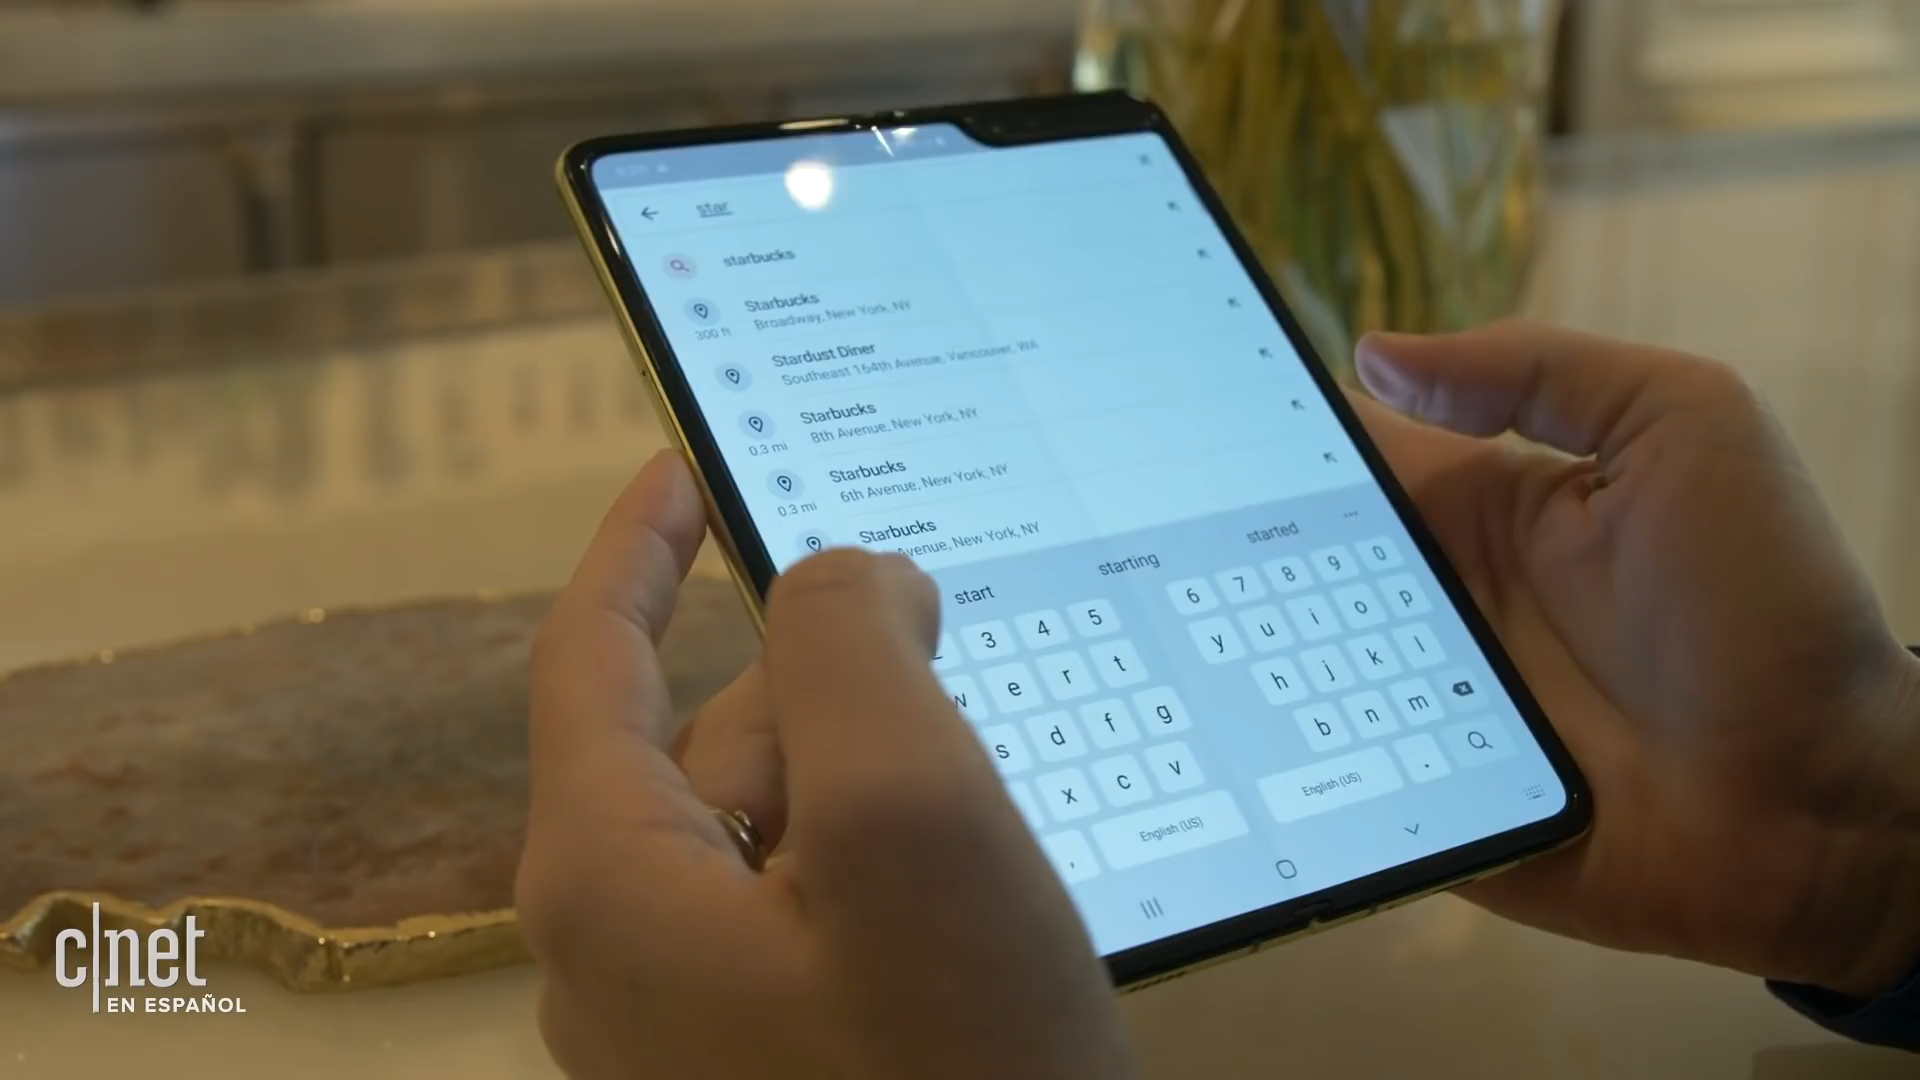 star
starbucks
Starbucks
Broadway, New York, NY
300 ft
Stardust Diner
Southeast 164th Avenue, Vancouver, WA
Starbucks
8th Avenue, New York, NY
0.3 mi
Starbucks
6th Avenue, New York, NY
0.3 mi
Starbucks
Avenue, New York, NY
start starting started ...
3 4 5 6 7 8 9 0
w e r t y u i o p
s d f g h j k l
x c v b n m
, English (US) English (US) .
c|net
EN ESPAÑOL